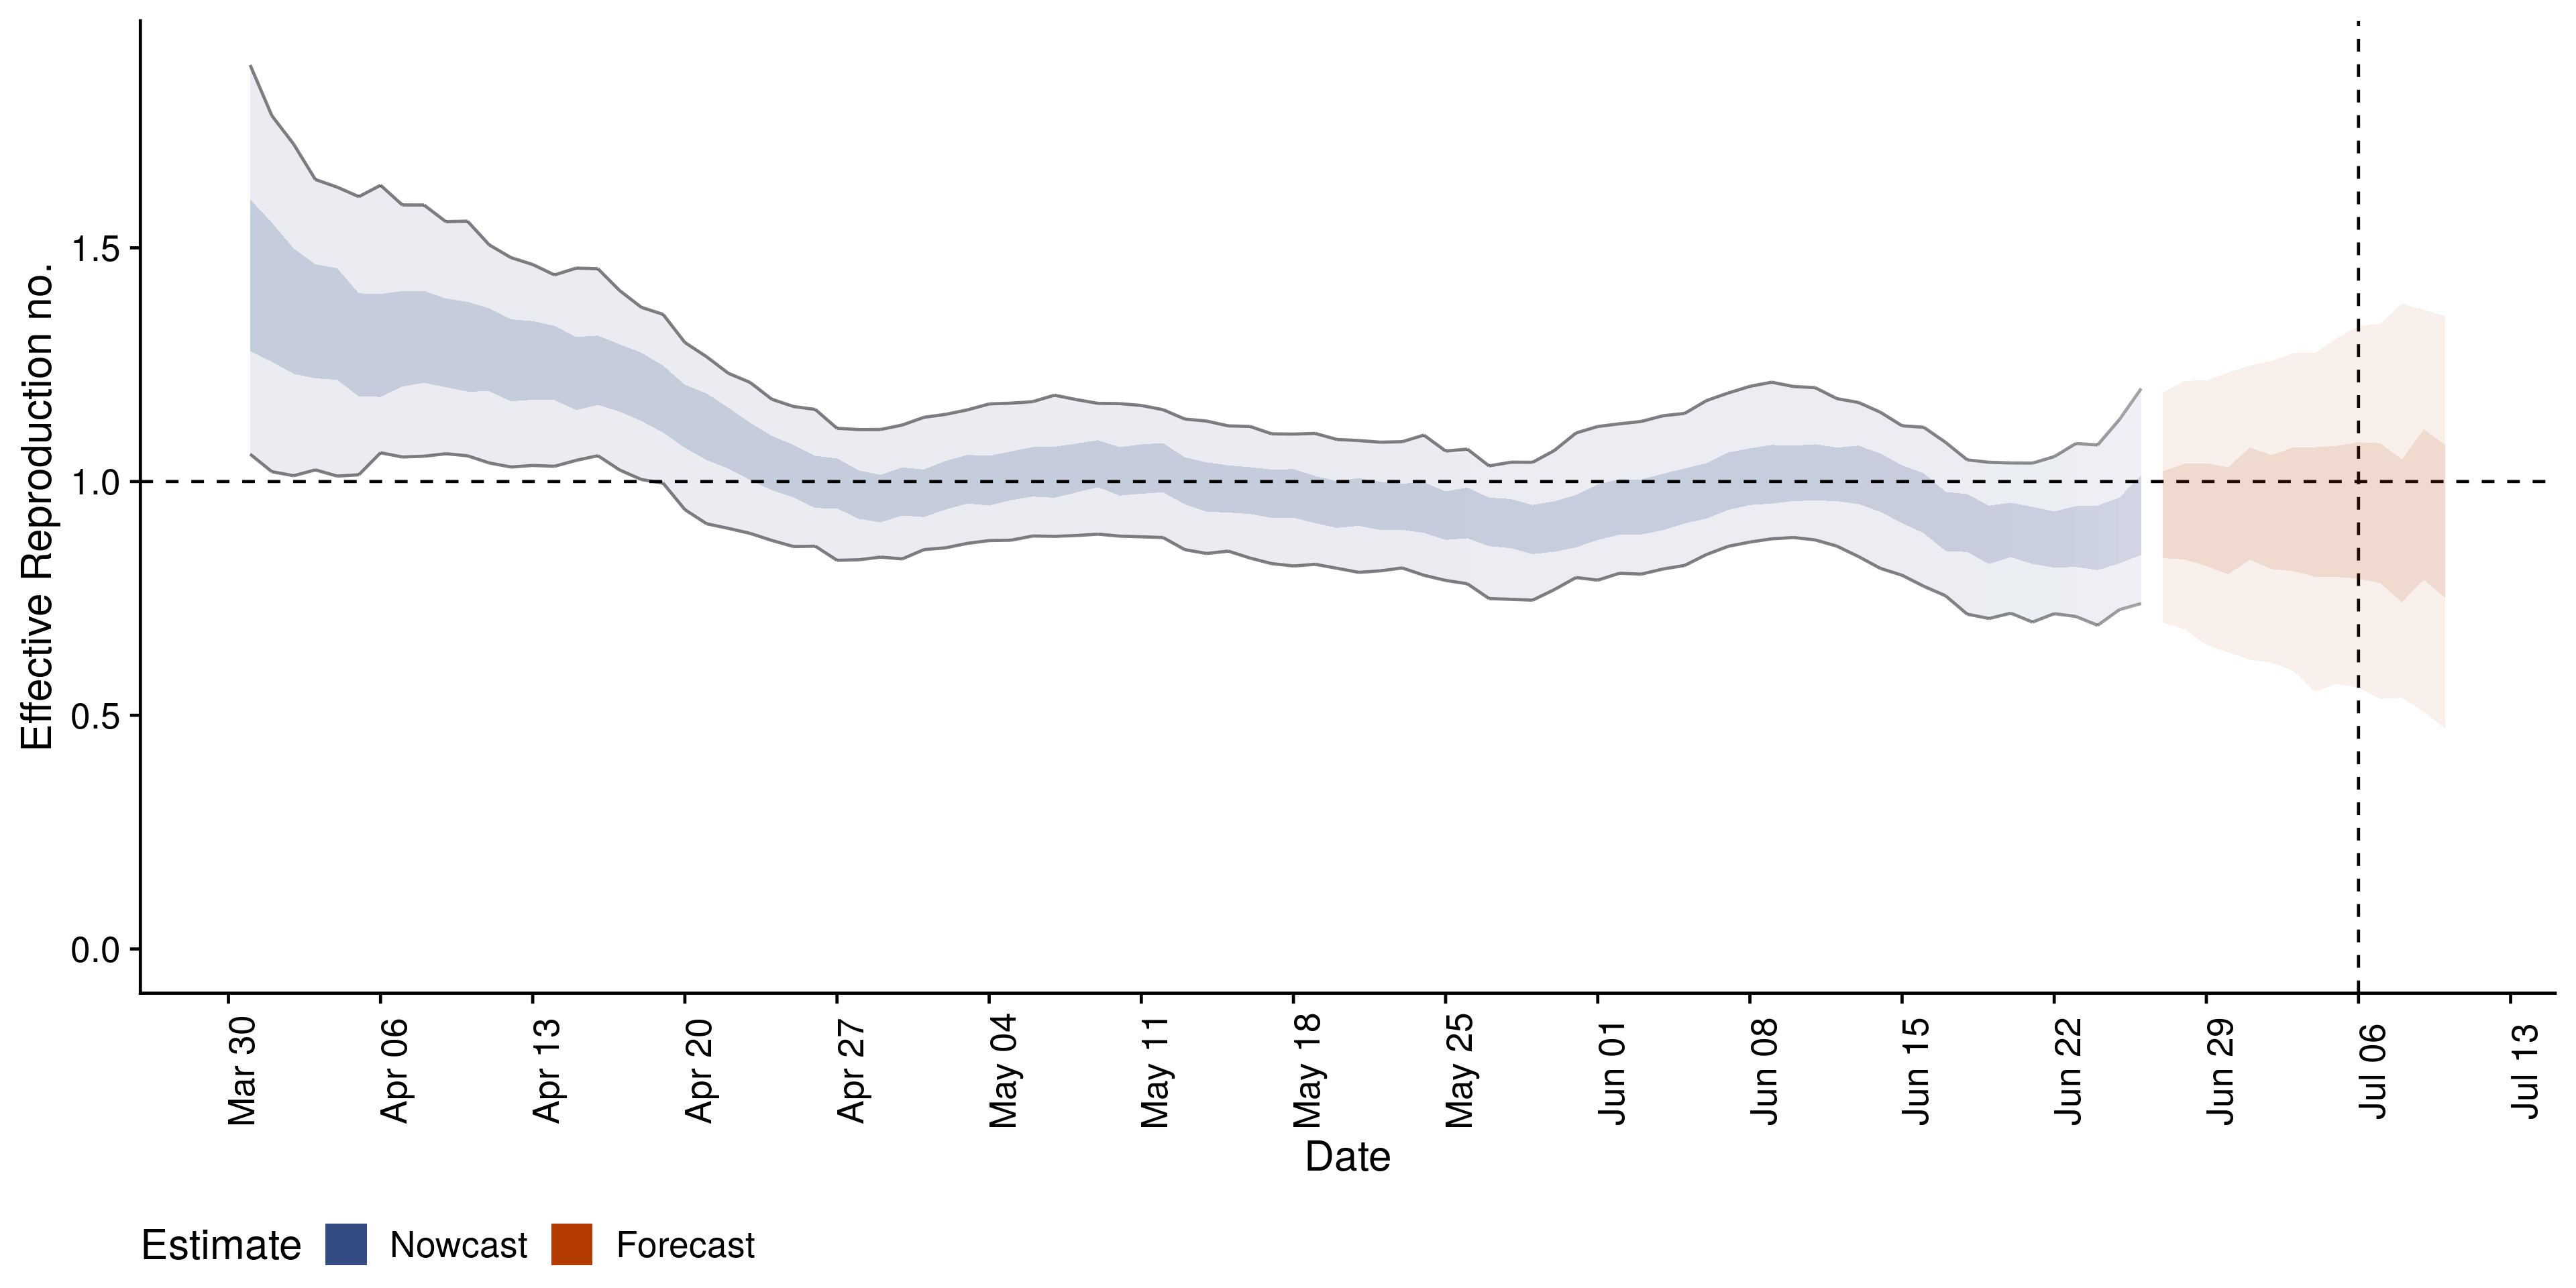 Effective Reproduction no.
1.5
1.0
0.5
0.0
Mar 30
Apr 06
Apr 13
Apr 20
Apr 27
May 04
May 11
May 18
May 25
Jun 01
Jun 08
Jun 15
Jun 22
Jun 29
Jul 06
Jul 13
Date
Estimate Nowcast Forecast